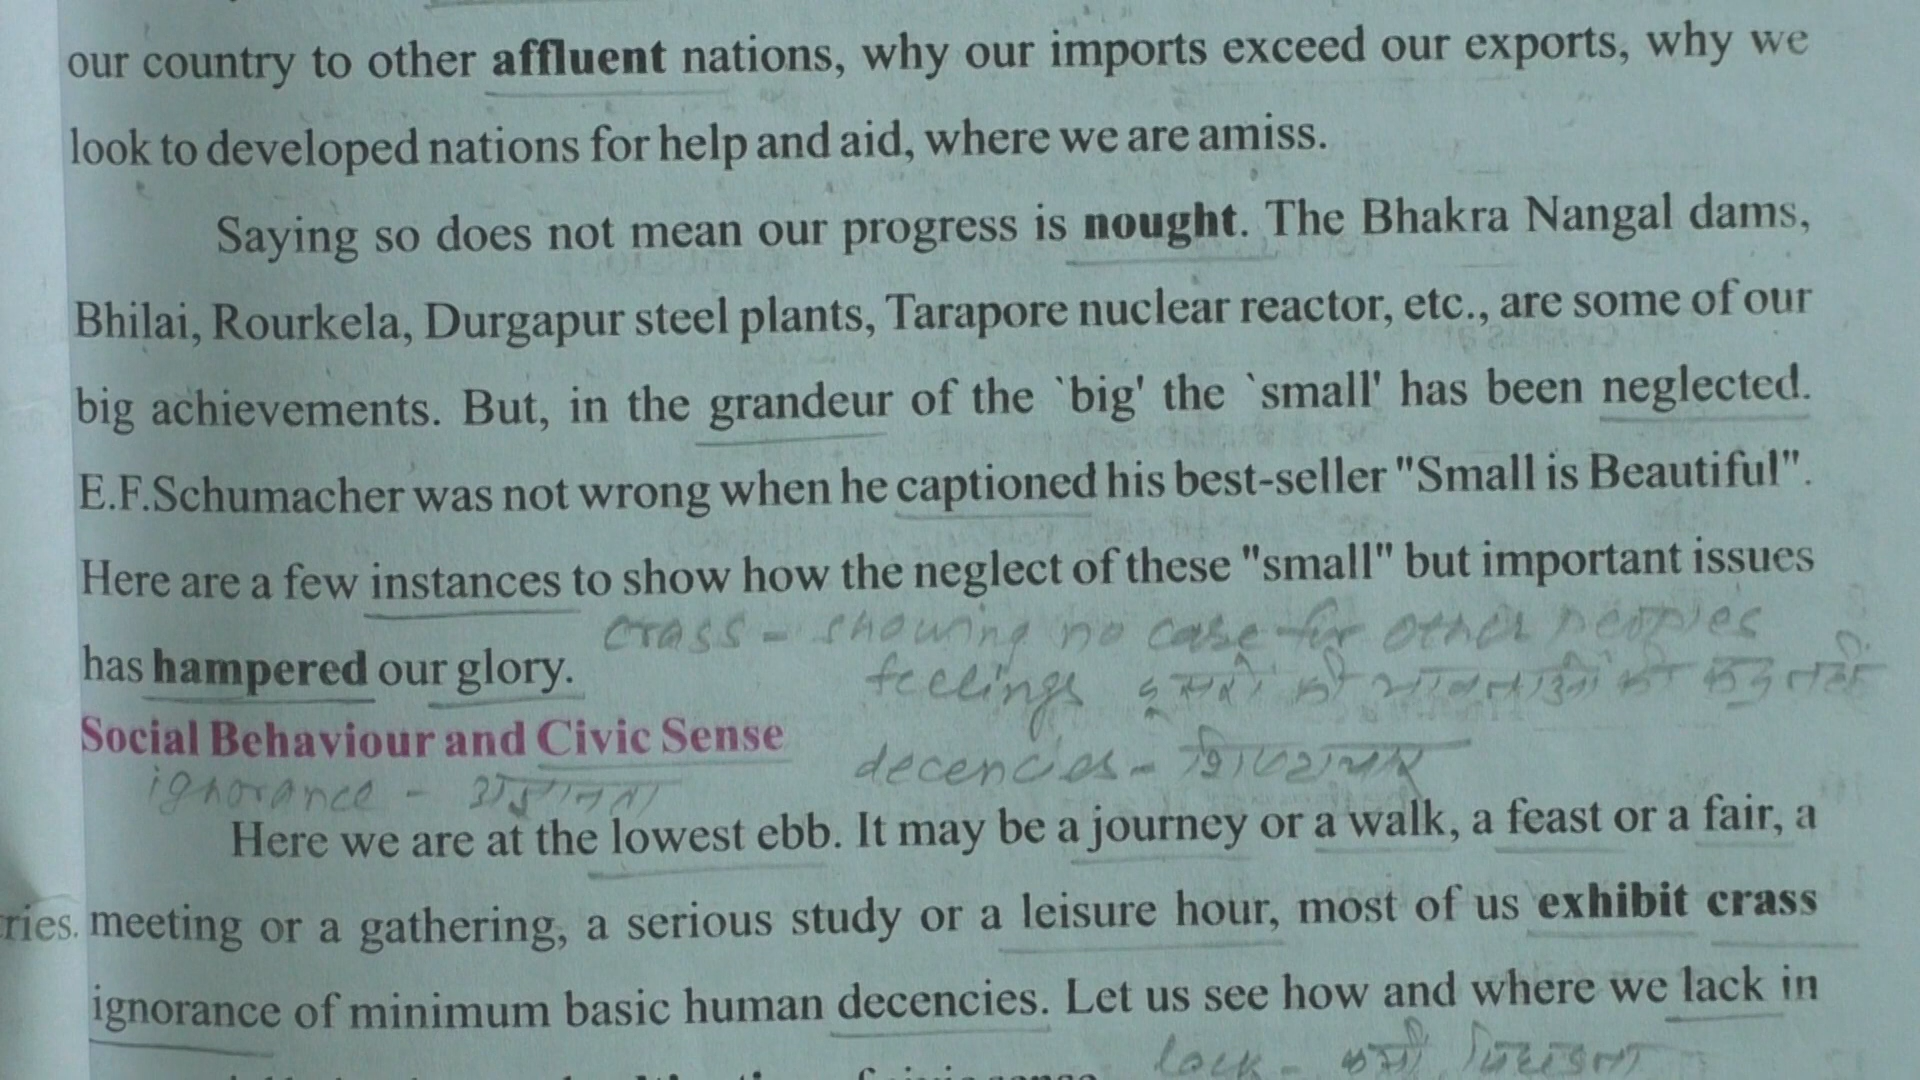 our country to other affluent nations, why our imports exceed our exports, why we
look to developed nations for help and aid, where we are amiss.
Saying so does not mean our progress is nought. The Bhakra Nangal dams,
Bhilai, Rourkela, Durgapur steel plants, Tarapore nuclear reactor, etc., are some of our
big achievements. But, in the grandeur of the `big' the `small' has been neglected.
E.F.Schumacher was not wrong when he captioned his best-seller "Small is Beautiful".
Here are a few instances to show how the neglect of these "small" but important issues
crass - showing no care for other peoples
has hampered our glory.
feelings दूसरों की भावनाओं की
Social Behaviour and Civic Sense
decencies - शिष्टाचार
ignorance - अज्ञानता
Here we are at the lowest ebb. It may be a journey or a walk, a feast or a fair, a
ries. meeting or a gathering, a serious study or a leisure hour, most of us exhibit crass
ignorance of minimum basic human decencies. Let us see how and where we lack in
lack - कमी